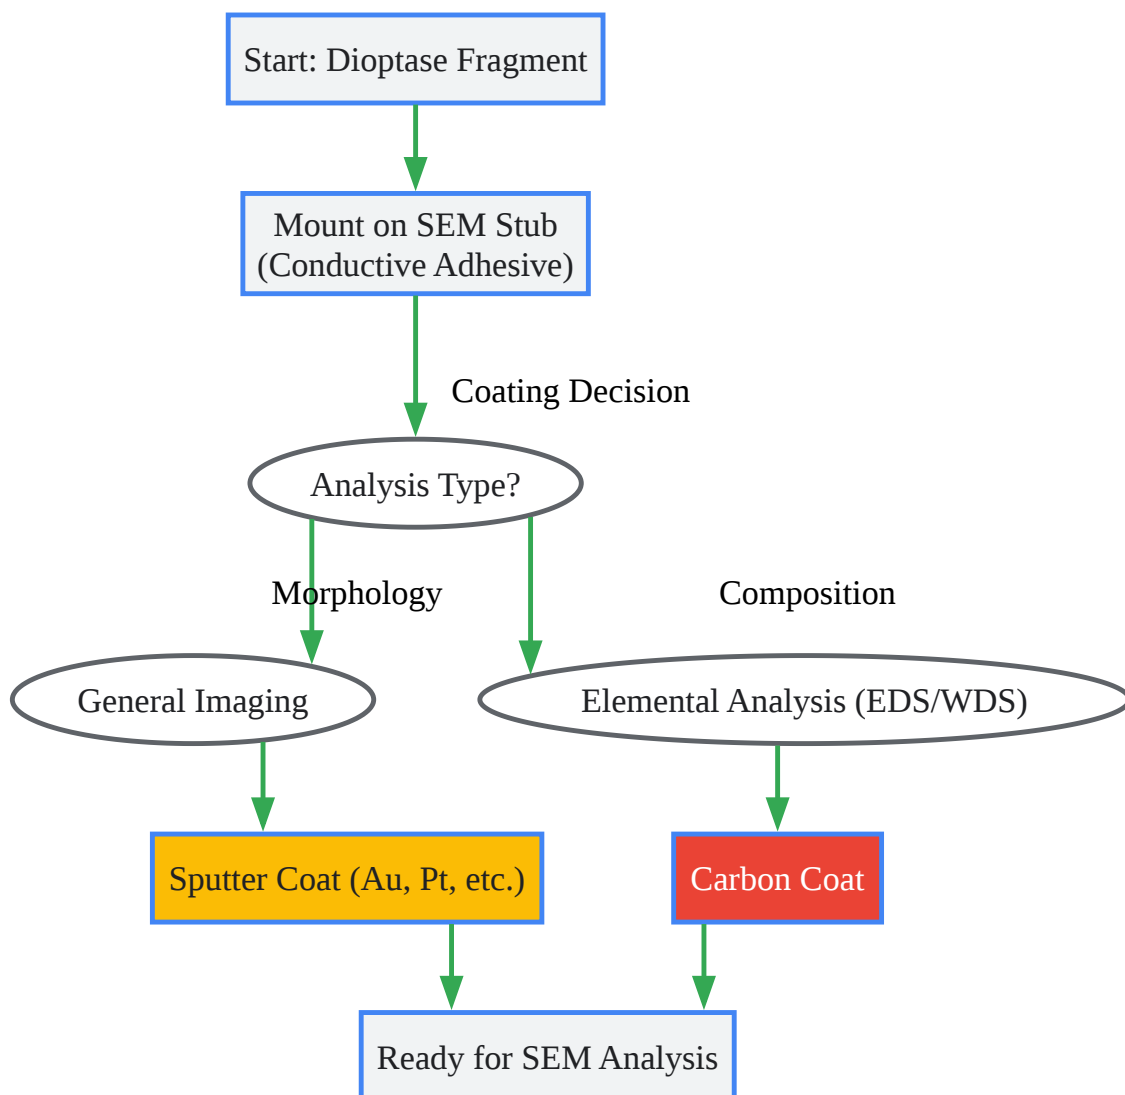 Start: Dioptase Fragment
Mount on SEM Stub
(Conductive Adhesive)
Coating Decision
Analysis Type?
Morphology
Composition
General Imaging
Elemental Analysis (EDS/WDS)
Sputter Coat (Au, Pt, etc.)
Carbon Coat
Ready for SEM Analysis